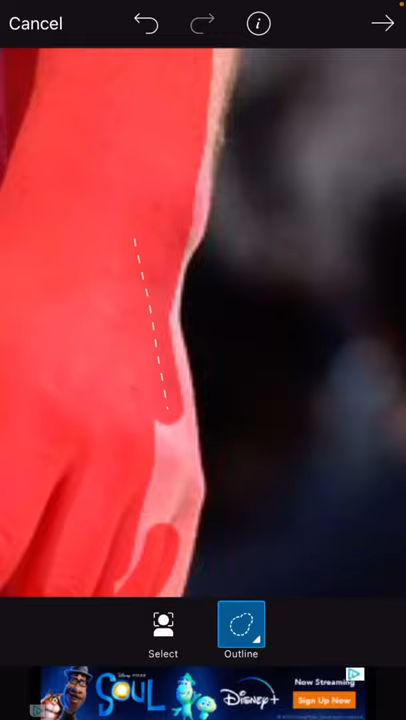 Cancel
Select
Outline
SOUL
Disney+
Now Streaming
Sign Up Now